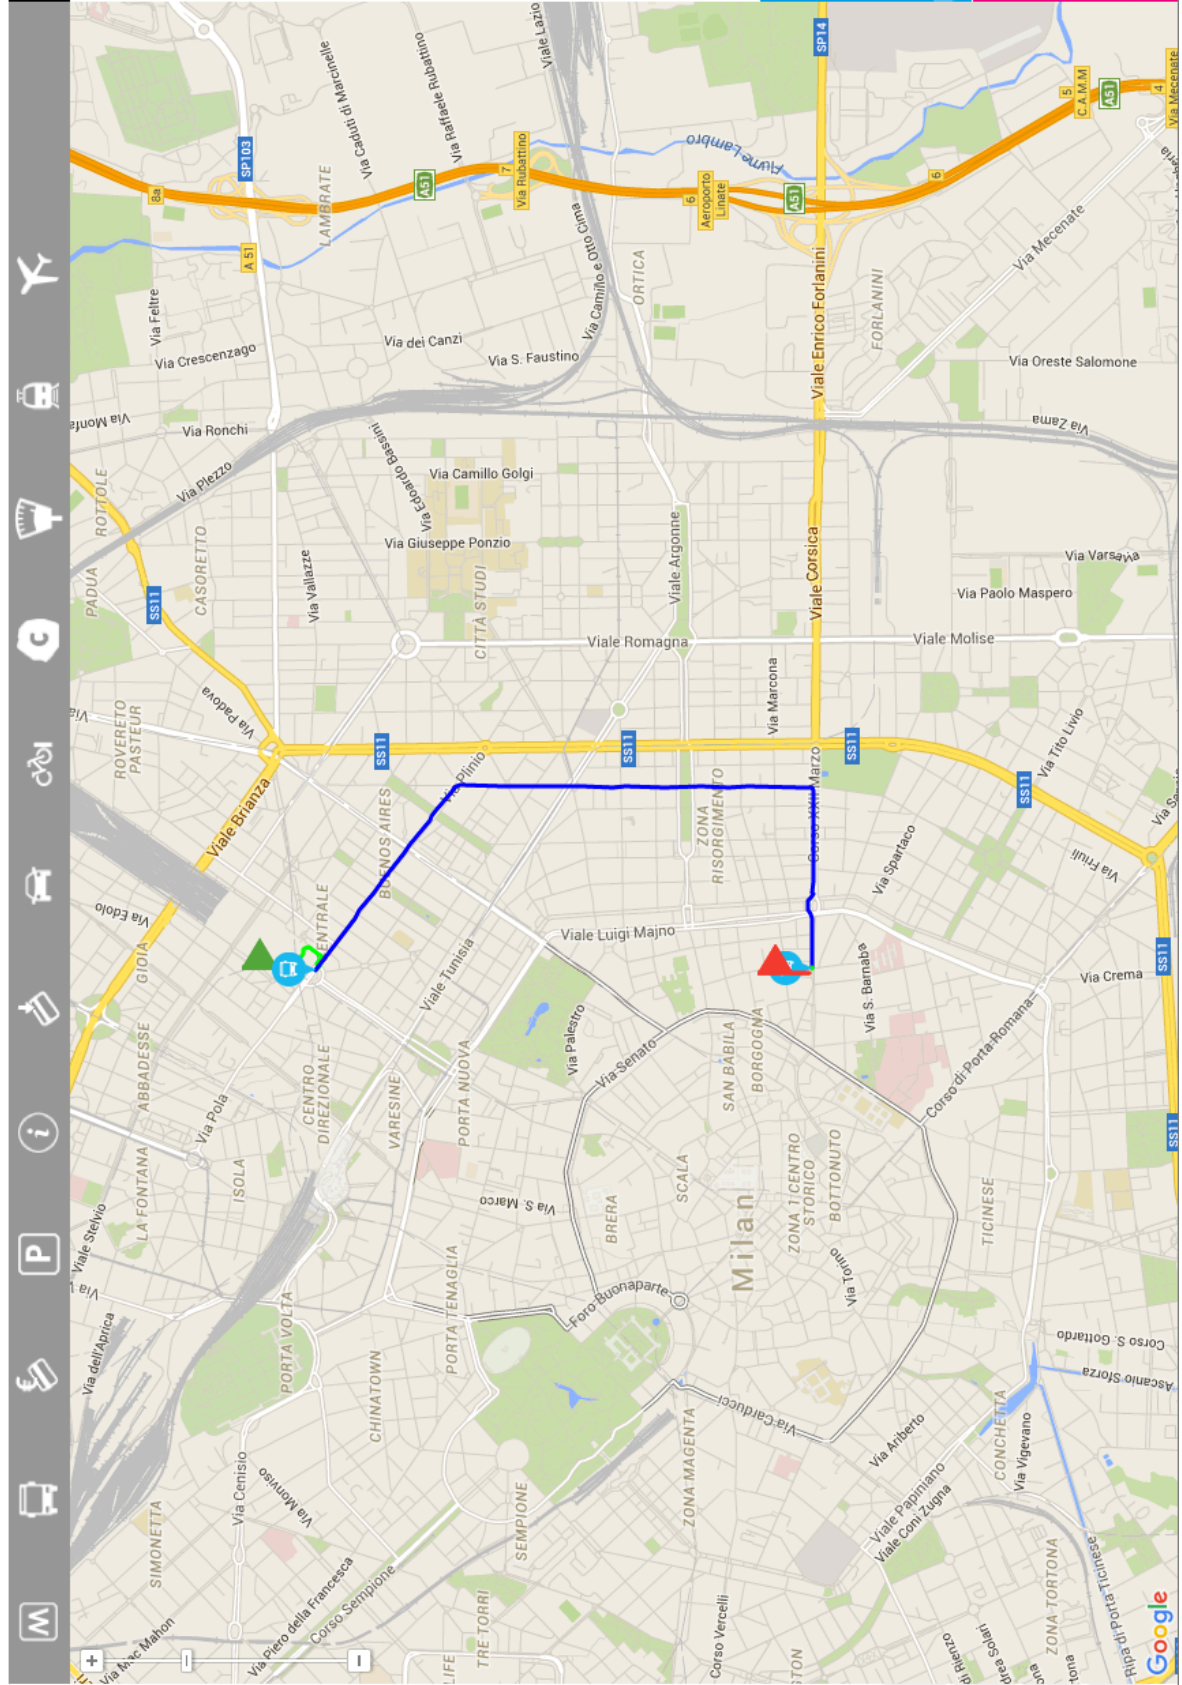 M
€
P
i
C
SIMONETTA
Via Mac Mahon
Via Piero della Francesca
Corso Sempione
Via Monviso
Via Cenisio
Via dell'Aprica
Viale Stelvio
LA FONTANA
ABBADESSE
GIOIA
Via Edolo
ISOLA
Via Pola
PORTA VOLTA
CHINATOWN
PORTA TENAGLIA
CENTRO
DIREZIONALE
VARESINE
PORTA NUOVA
Viale Tunisia
ENTRALE
BUENOS AIRES
Viale Brianza
ROVERETO
PASTEUR
Via Padova
PADUA
ROTTOLE
CASORETTO
SS11
Via Vallazze
Via Plezzo
Via Ronchi
Via Crescenzago
Via Feltre
8a
SP103
A 51
LAMBRATE
Via Caduti di Marcinelle
Via Raffaele Rubattino
A51
7
Via Rubattino
Viale Lazio
Via dei Canzi
Via S. Faustino
Via Camillo e Otto Cima
ORTICA
Via Edoardo Bassini
Via Camillo Golgi
Via Giuseppe Ponzio
CITTÀ STUDI
Viale Romagna
Viale Argonne
SS11
Via Plinio
SS11
ZONA
RISORGIMENTO
Via Marcona
Viale Corsica
Viale Enrico Forlanini
SP14
Fiume Lambro
6
Aeroporto
Linate
A51
6
5
C.A.M.M
A51
4
Via Mecenate
Via Mecenate
FORLANINI
Via Oreste Salomone
Via Zama
Via Varsavia
Via Paolo Maspero
Viale Molise
Via Tito Livio
SS11
SS11
Via Friuli
Corso XXII Marzo
Via Spartaco
Viale Luigi Majno
Via S. Barnaba
Via Crema
SS11
SS11
Corso di Porta Romana
Via Palestro
Via Senato
SAN BABILA
BORGOGNA
Via S. Marco
BRERA
SCALA
Milan
ZONA 1 CENTRO
STORICO
BOTTONUTO
Via Torino
TICINESE
Foro Buonaparte
Via Carducci
SEMPIONE
TRE TORRI
LIFE
ZONA MAGENTA
Corso Vercelli
GTON
Via Ariberto
Viale Papiniano
Viale Coni Zugna
CONCHETTA
Via Vigevano
Corso S. Gottardo
Ascanio Sforza
Ripa di Porta Ticinese
ZONA TORTONA
di Rienzo
drea Solari
ona
tona
Google